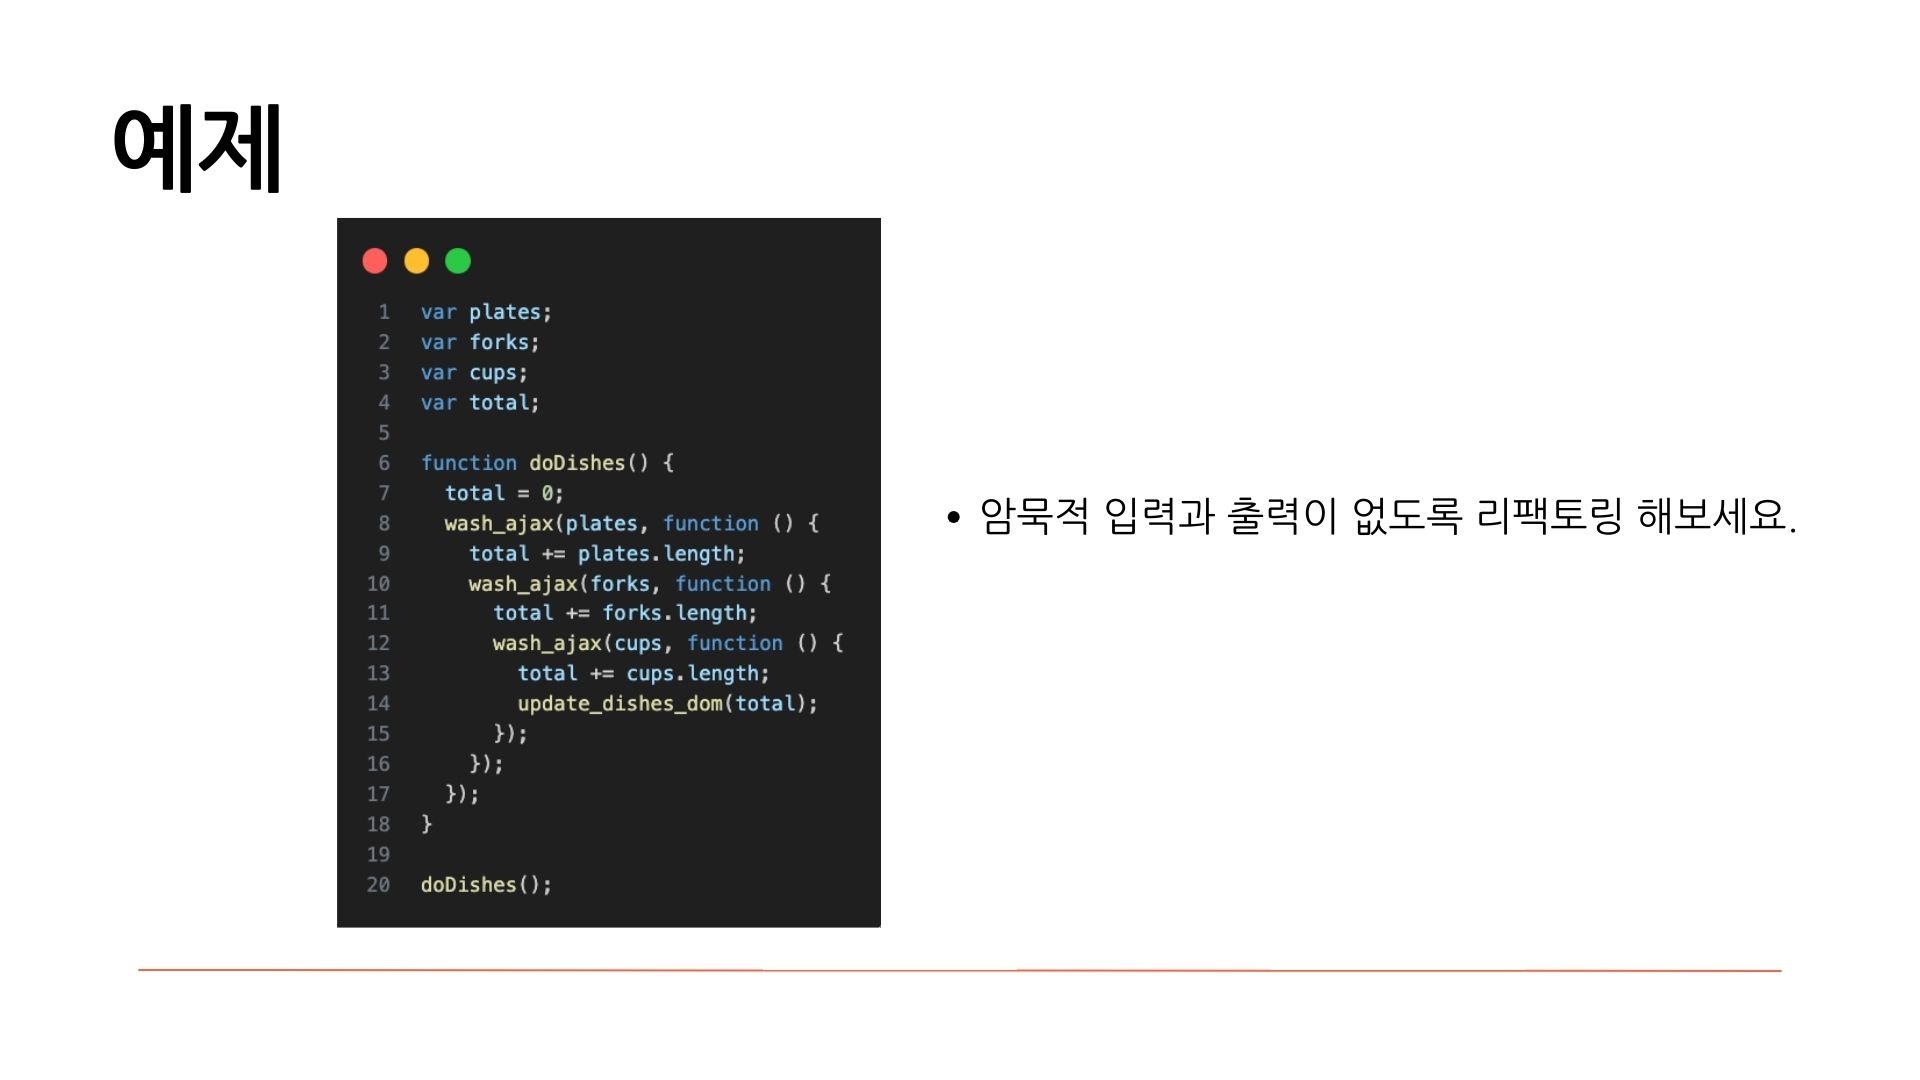 예제
1 var plates;
2 var forks;
3 var cups;
4 var total;
5
6 function doDishes() {
7   total = 0;
8   wash_ajax(plates, function () {
9     total += plates.length;
10     wash_ajax(forks, function () {
11       total += forks.length;
12       wash_ajax(cups, function () {
13         total += cups.length;
14         update_dishes_dom(total);
15       });
16     });
17   });
18 }
19
20 doDishes();
• 암묵적 입력과 출력이 없도록 리팩토링 해보세요.